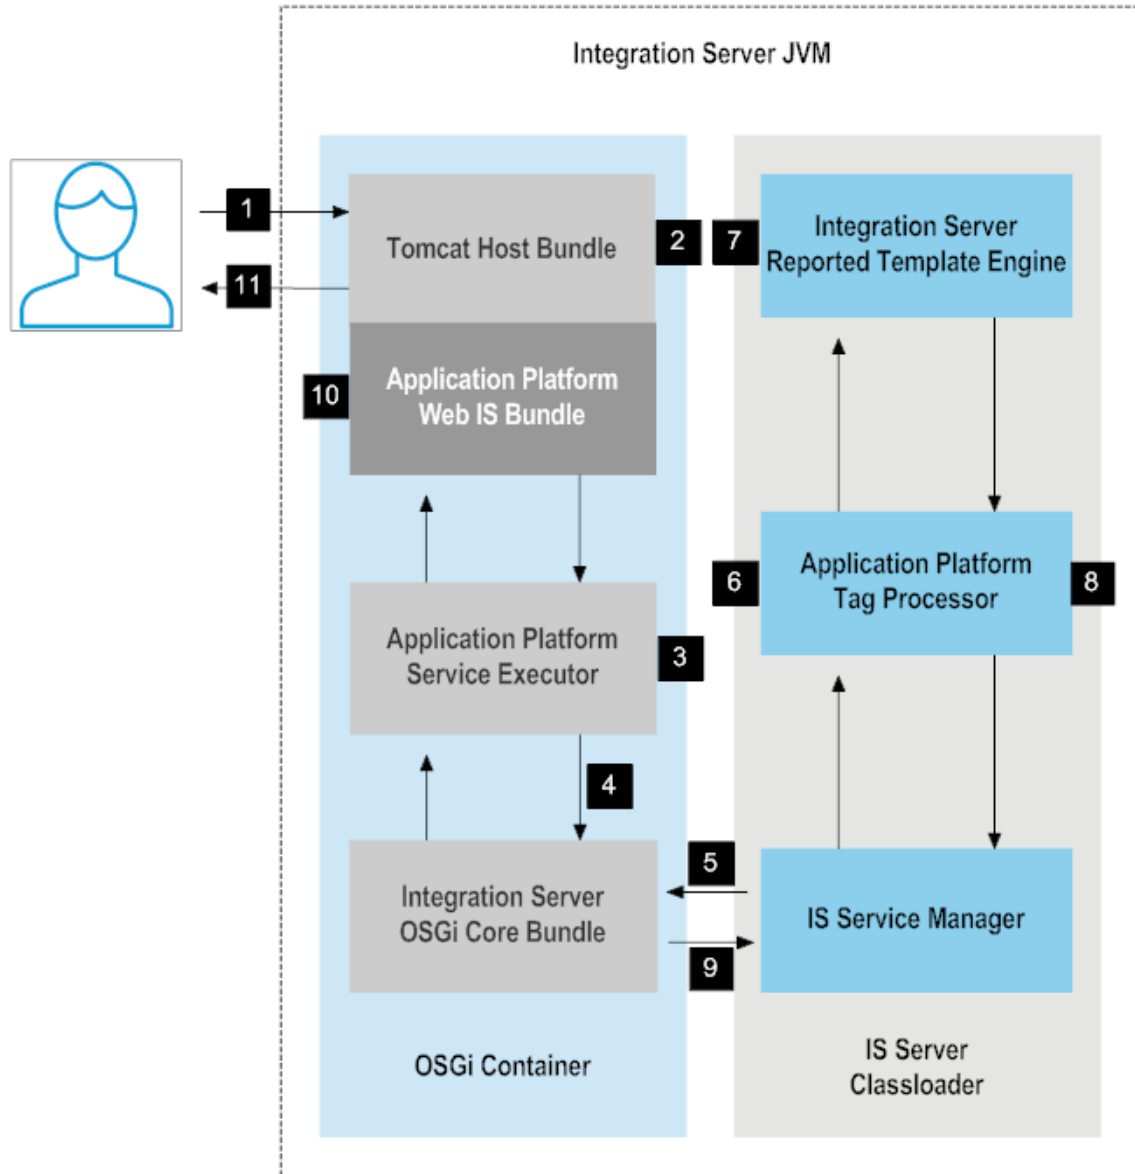 Integration Server JVM
1
Tomcat Host Bundle
2
7
Integration Server
Reported Template Engine
11
10
Application Platform
Web IS Bundle
Application Platform
Service Executor
3
6
Application Platform
Tag Processor
8
4
Integration Server
OSGi Core Bundle
5
9
IS Service Manager
OSGi Container
IS Server
Classloader